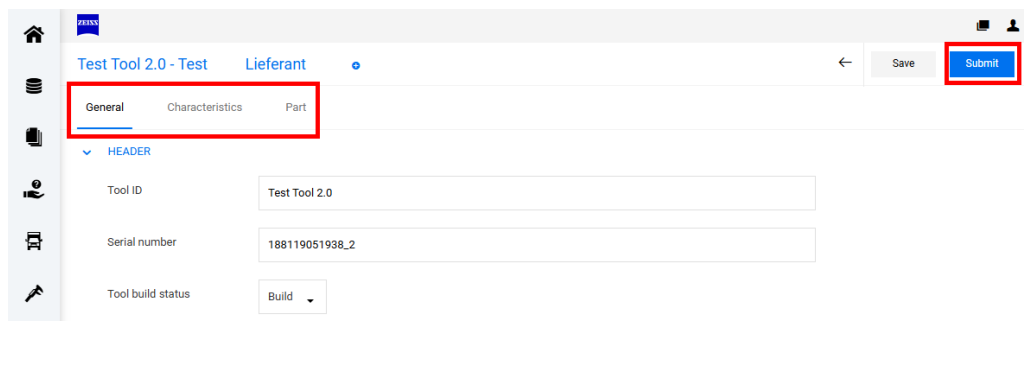 ZEISS
Test Tool 2.0 - Test Lieferant
Save
Submit
General Characteristics Part
HEADER
Tool ID
Test Tool 2.0
Serial number
188119051938_2
Tool build status
Build